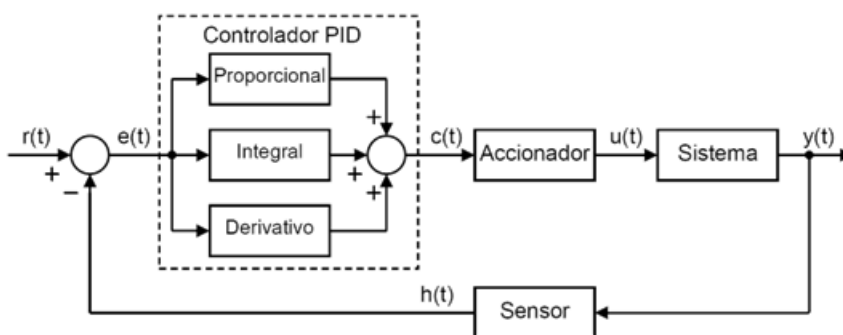 Controlador PID
Proporcional
+
r(t)
e(t)
Integral
c(t)
Accionador
u(t)
Sistema
y(t)
+
−
+
+
Derivativo
h(t)
Sensor